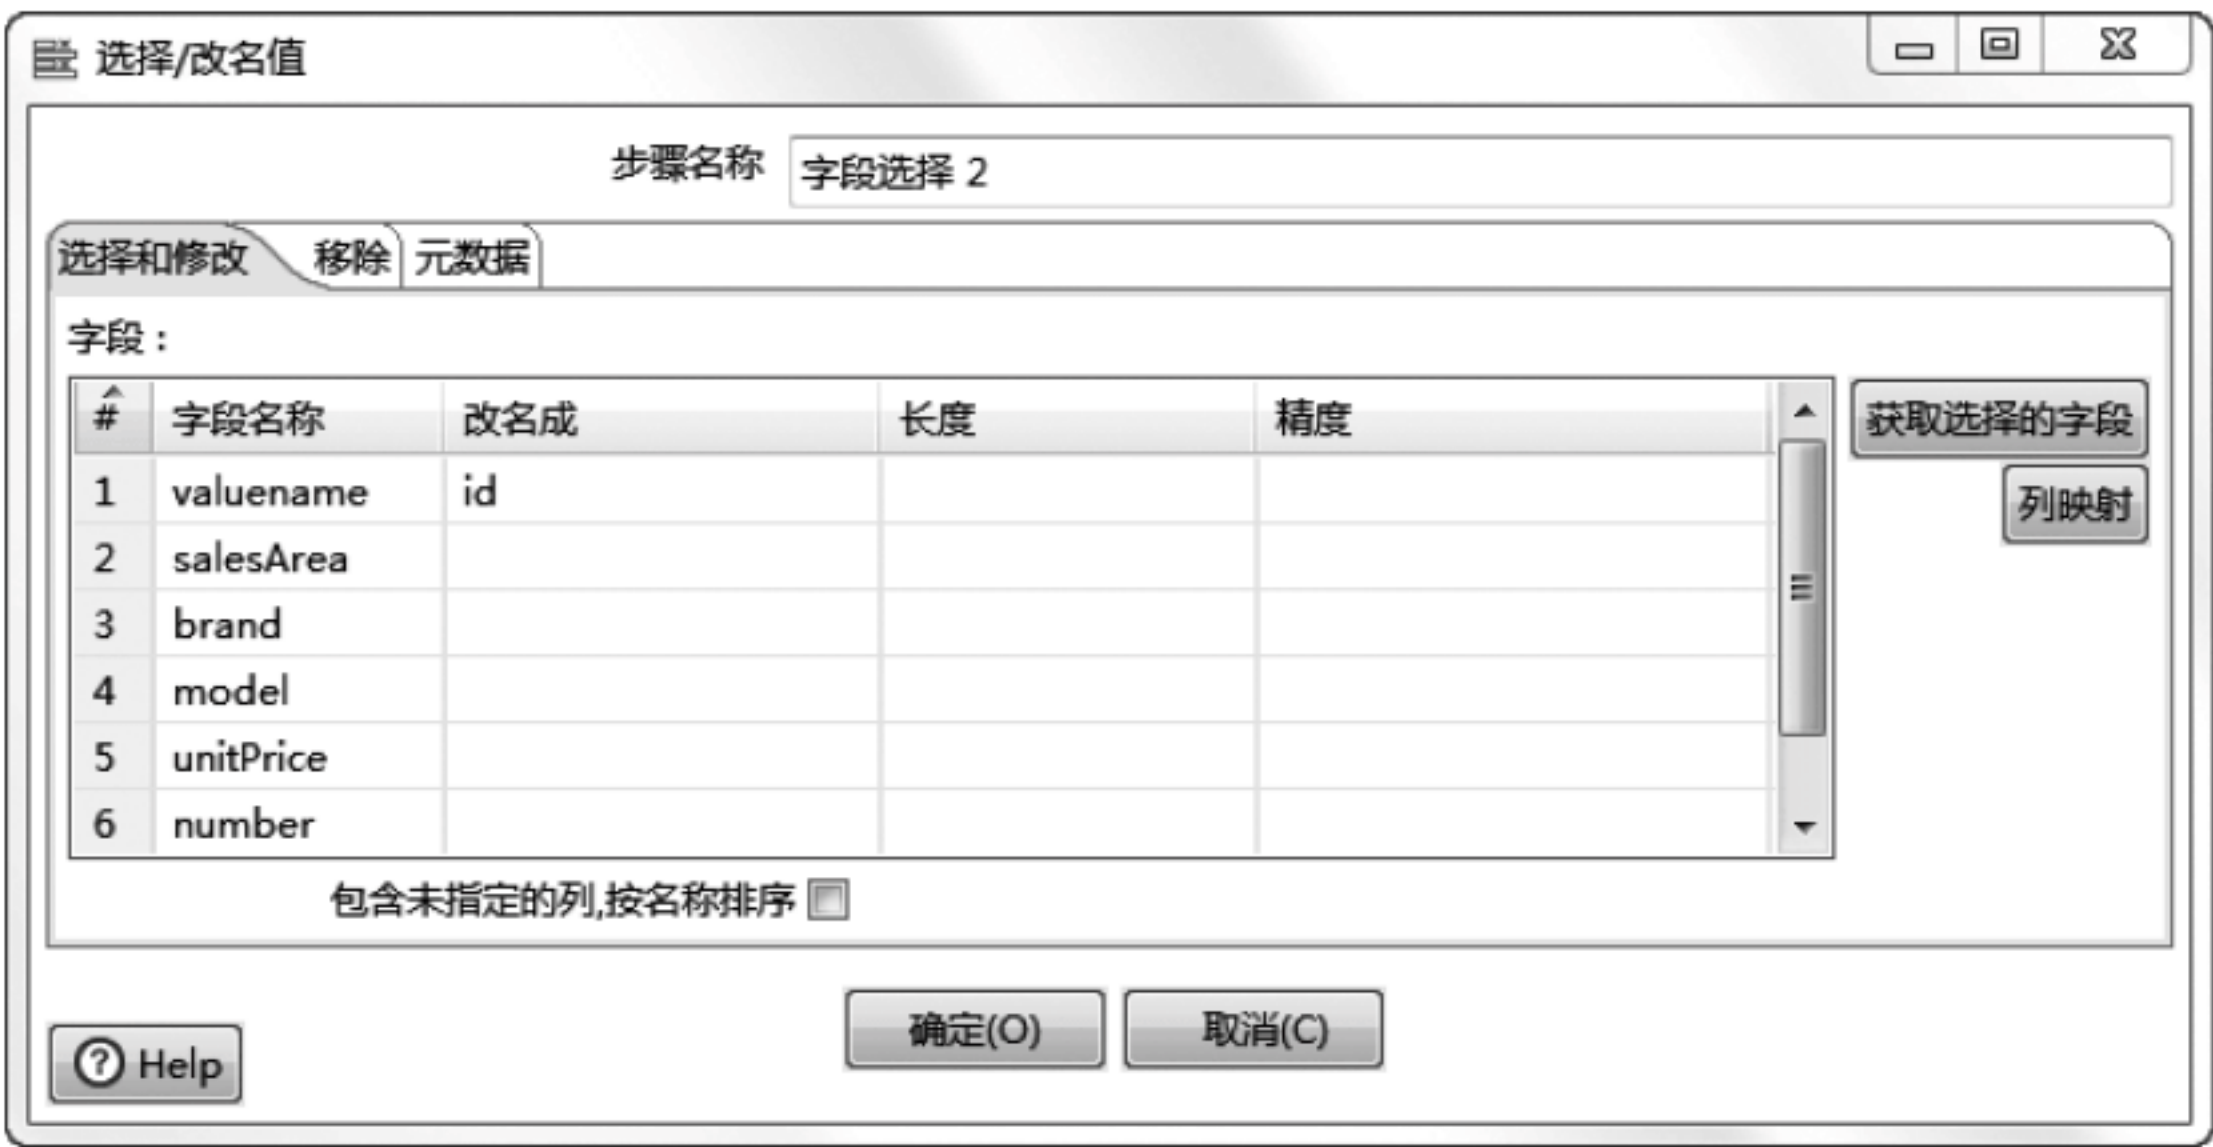 选择/改名值
步骤名称 字段选择 2
选择和修改 移除 元数据
字段：
# 字段名称 改名成 长度 精度 获取选择的字段
1 valuename id 列映射
2 salesArea
3 brand
4 model
5 unitPrice
6 number
包含未指定的列,按名称排序
确定(O) 取消(C)
? Help